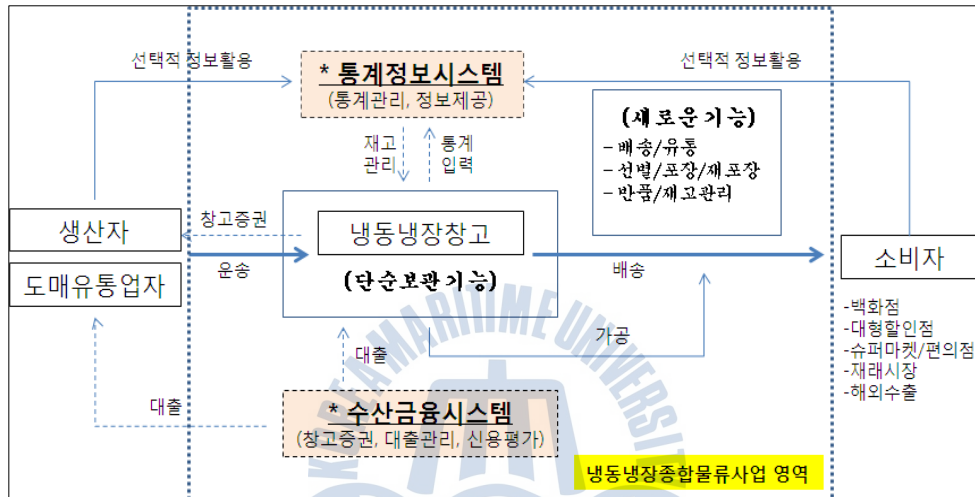 선택적 정보활용
* 통계정보시스템
(통계관리, 정보제공)
선택적 정보활용
(새로운기능)
- 배송/유통
- 선별/포장/재포장
- 반품/재고관리
재고
관리
통계
입력
생산자
창고증권
냉동냉장창고
(단순보관기능)
운송
배송
소비자
도매유통업자
-백화점
-대형할인점
-슈퍼마켓/편의점
-재래시장
-해외수출
대출
가공
대출
* 수산금융시스템
(창고증권, 대출관리, 신용평가)
냉동냉장종합물류사업 영역
KOREA MARITIME UNIVERSIT